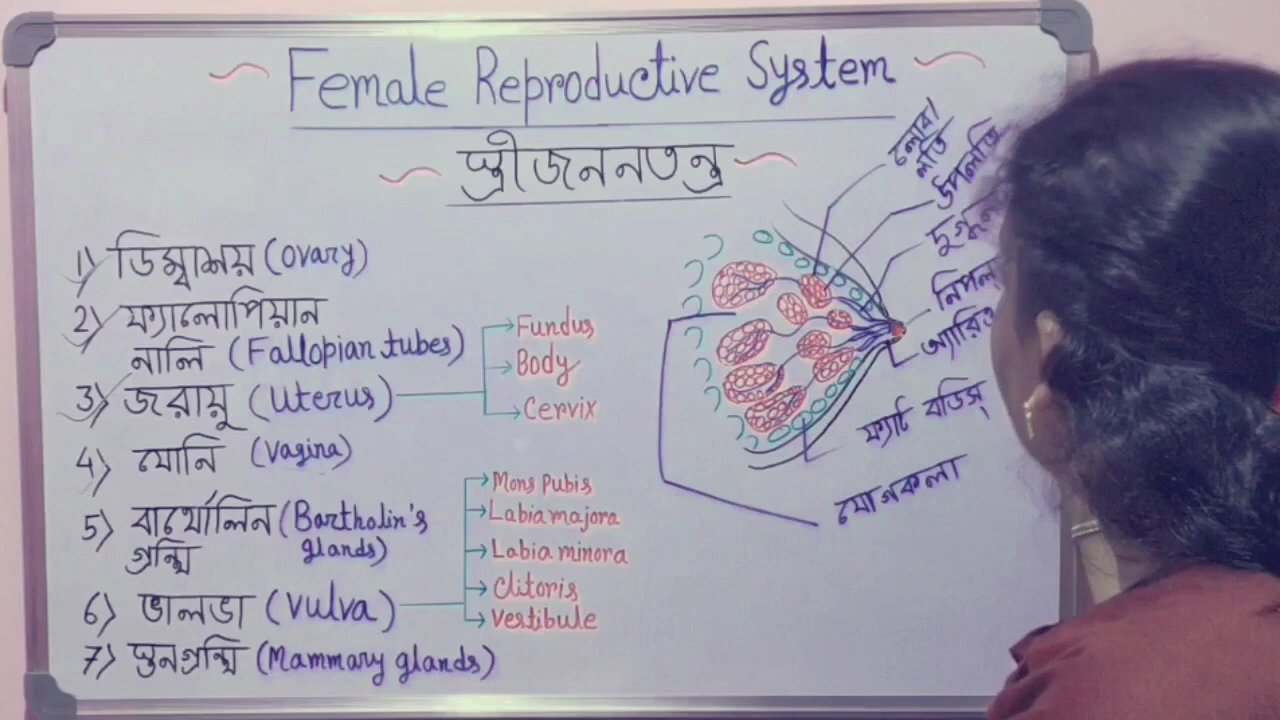 Female Reproductive System
স্ত্রীজননতন্ত্র
1) ডিম্বাশয় (Ovary)
2) ফ্যালোপিয়ান
নালি (Fallopian tubes)
3) জরায়ু (Uterus)
Fundus
Body
Cervix
4) যোনি (Vagina)
5) বার্থোলিন (Bartholin's
গ্রন্থি glands)
6) ভালভা (Vulva)
Mons Pubis
Labia majora
Labia minora
Clitoris
Vestibule
7) স্তনগ্রন্থি (Mammary glands)
লতি
নিপল
ফ্যাট বডিস্
যোগকলা